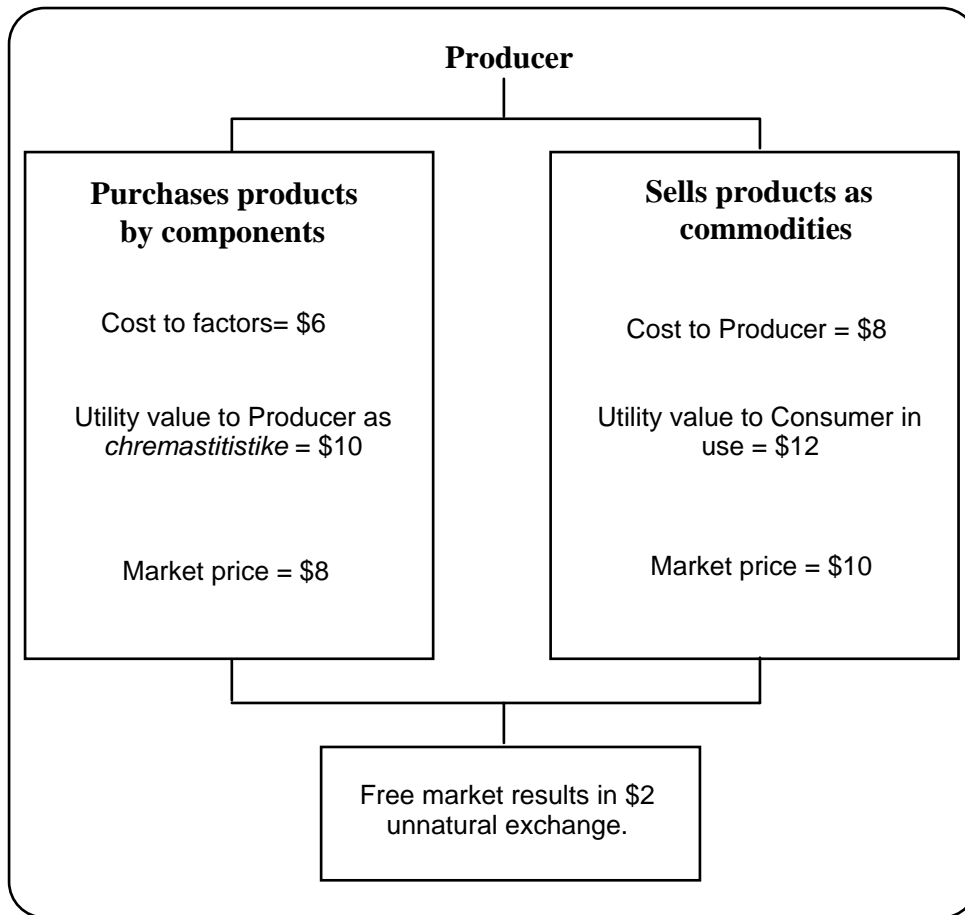 Producer
Purchases products
by components
Cost to factors= $6
Utility value to Producer as
chremastitistike = $10
Market price = $8
Sells products as
commodities
Cost to Producer = $8
Utility value to Consumer in
use = $12
Market price = $10
Free market results in $2
unnatural exchange.